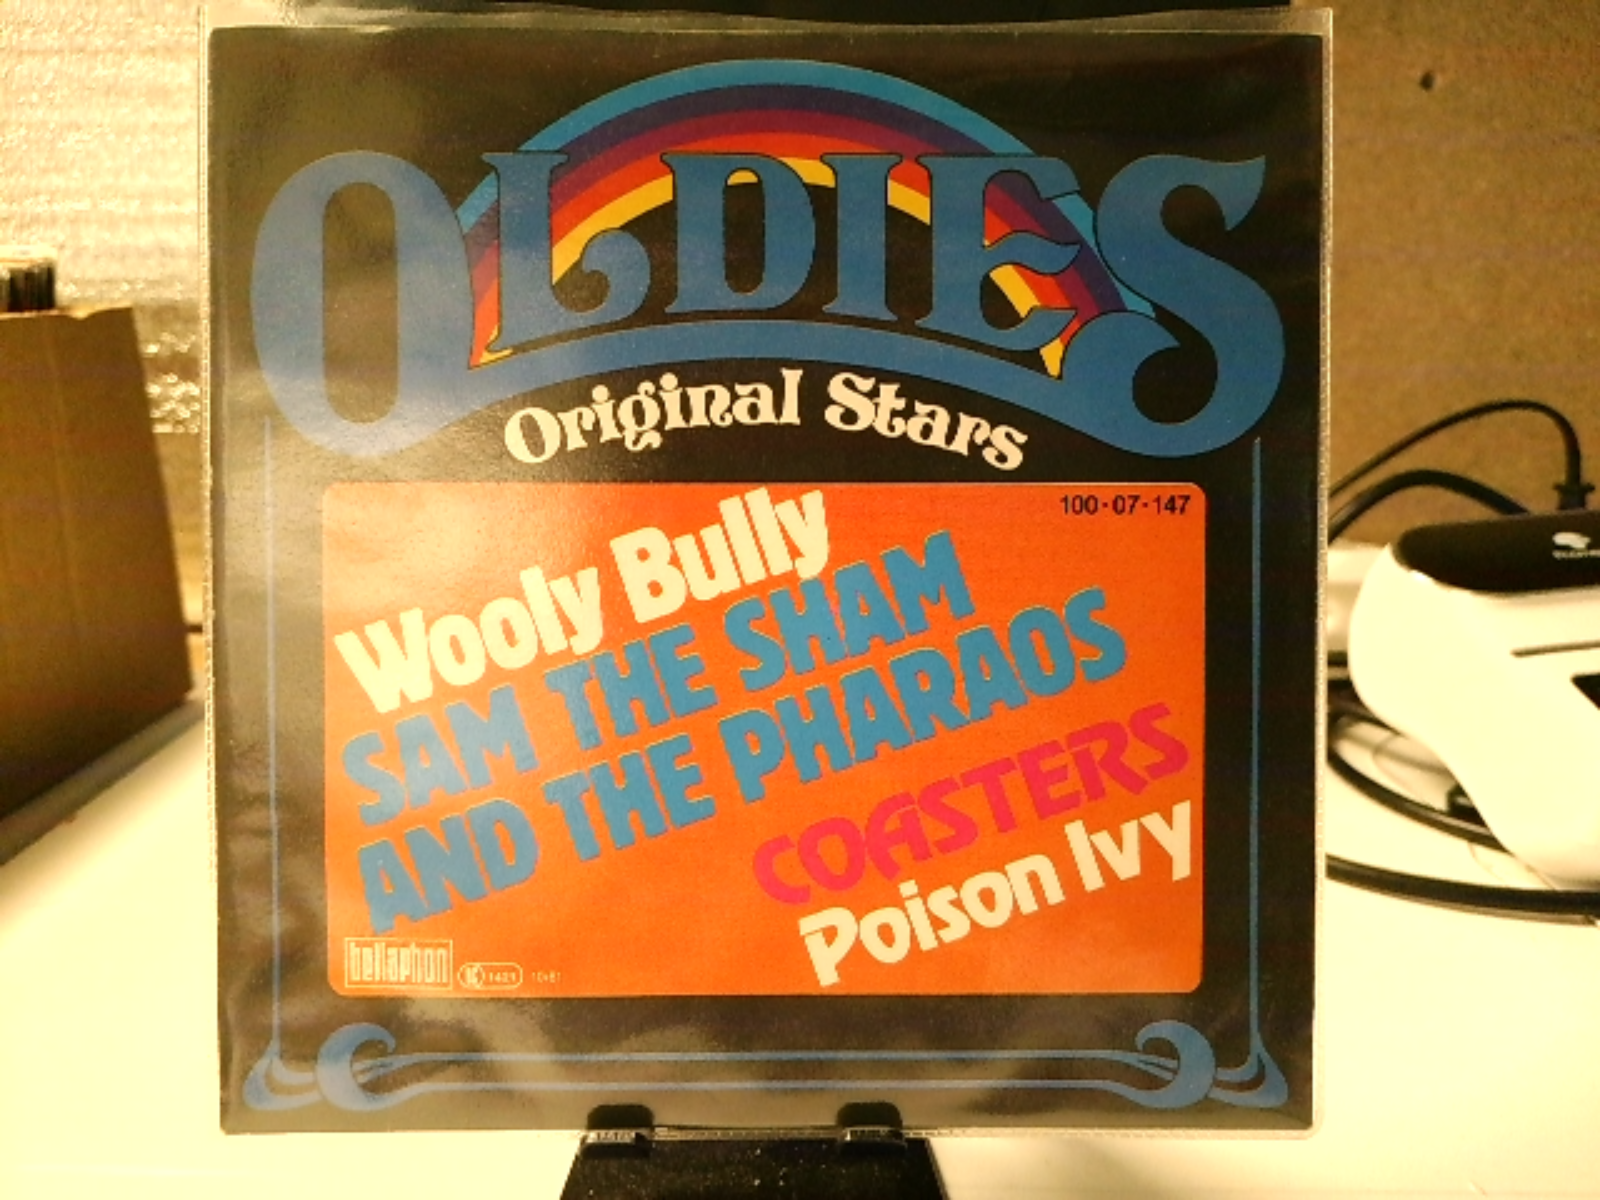 OLDIES
Original Stars
100-07-147
Wooly Bully
SAM THE SHAM
AND THE PHARAOS
COASTERS
Poison Ivy
bellaphon